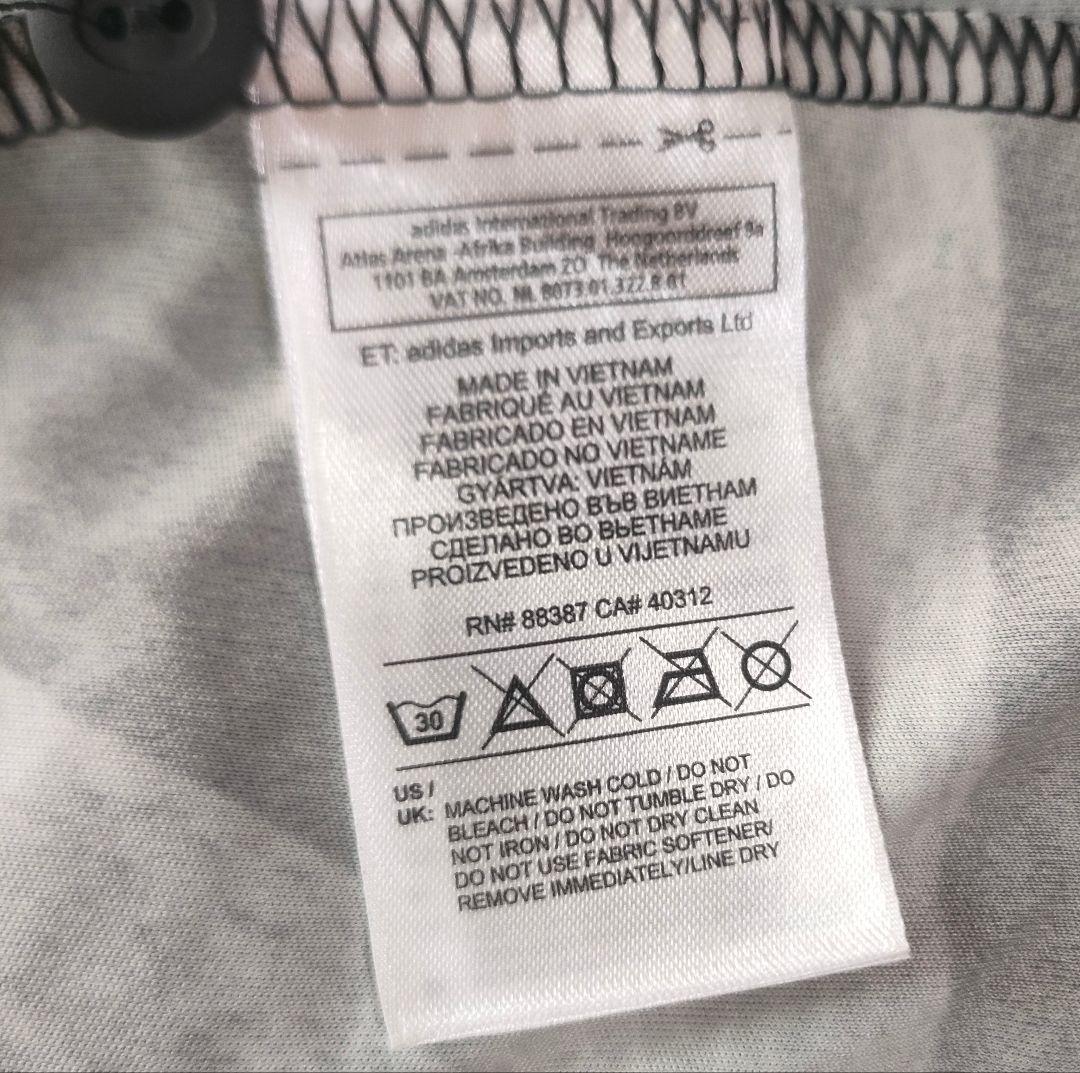 adidas International Trading BV
Atlas Arena -Afrika Building, Hoogoorddreef 9a
1101 BA Amsterdam ZO The Netherlands
VAT NO. NL 8073.01.322.B.01
ET: adidas Imports and Exports Ltd
MADE IN VIETNAM
FABRIQUÉ AU VIETNAM
FABRICADO EN VIETNAM
FABRICADO NO VIETNAME
GYÁRTVA: VIETNÁM
ПРОИЗВЕДЕНО ВЪВ ВИЕТНАМ
СДЕЛАНО ВО ВЬЕТНАМЕ
PROIZVEDENO U VIJETNAMU
RN# 88387 CA# 40312
30
US /
UK: MACHINE WASH COLD / DO NOT
BLEACH / DO NOT TUMBLE DRY / DO
NOT IRON / DO NOT DRY CLEAN
DO NOT USE FABRIC SOFTENER/
REMOVE IMMEDIATELY/LINE DRY